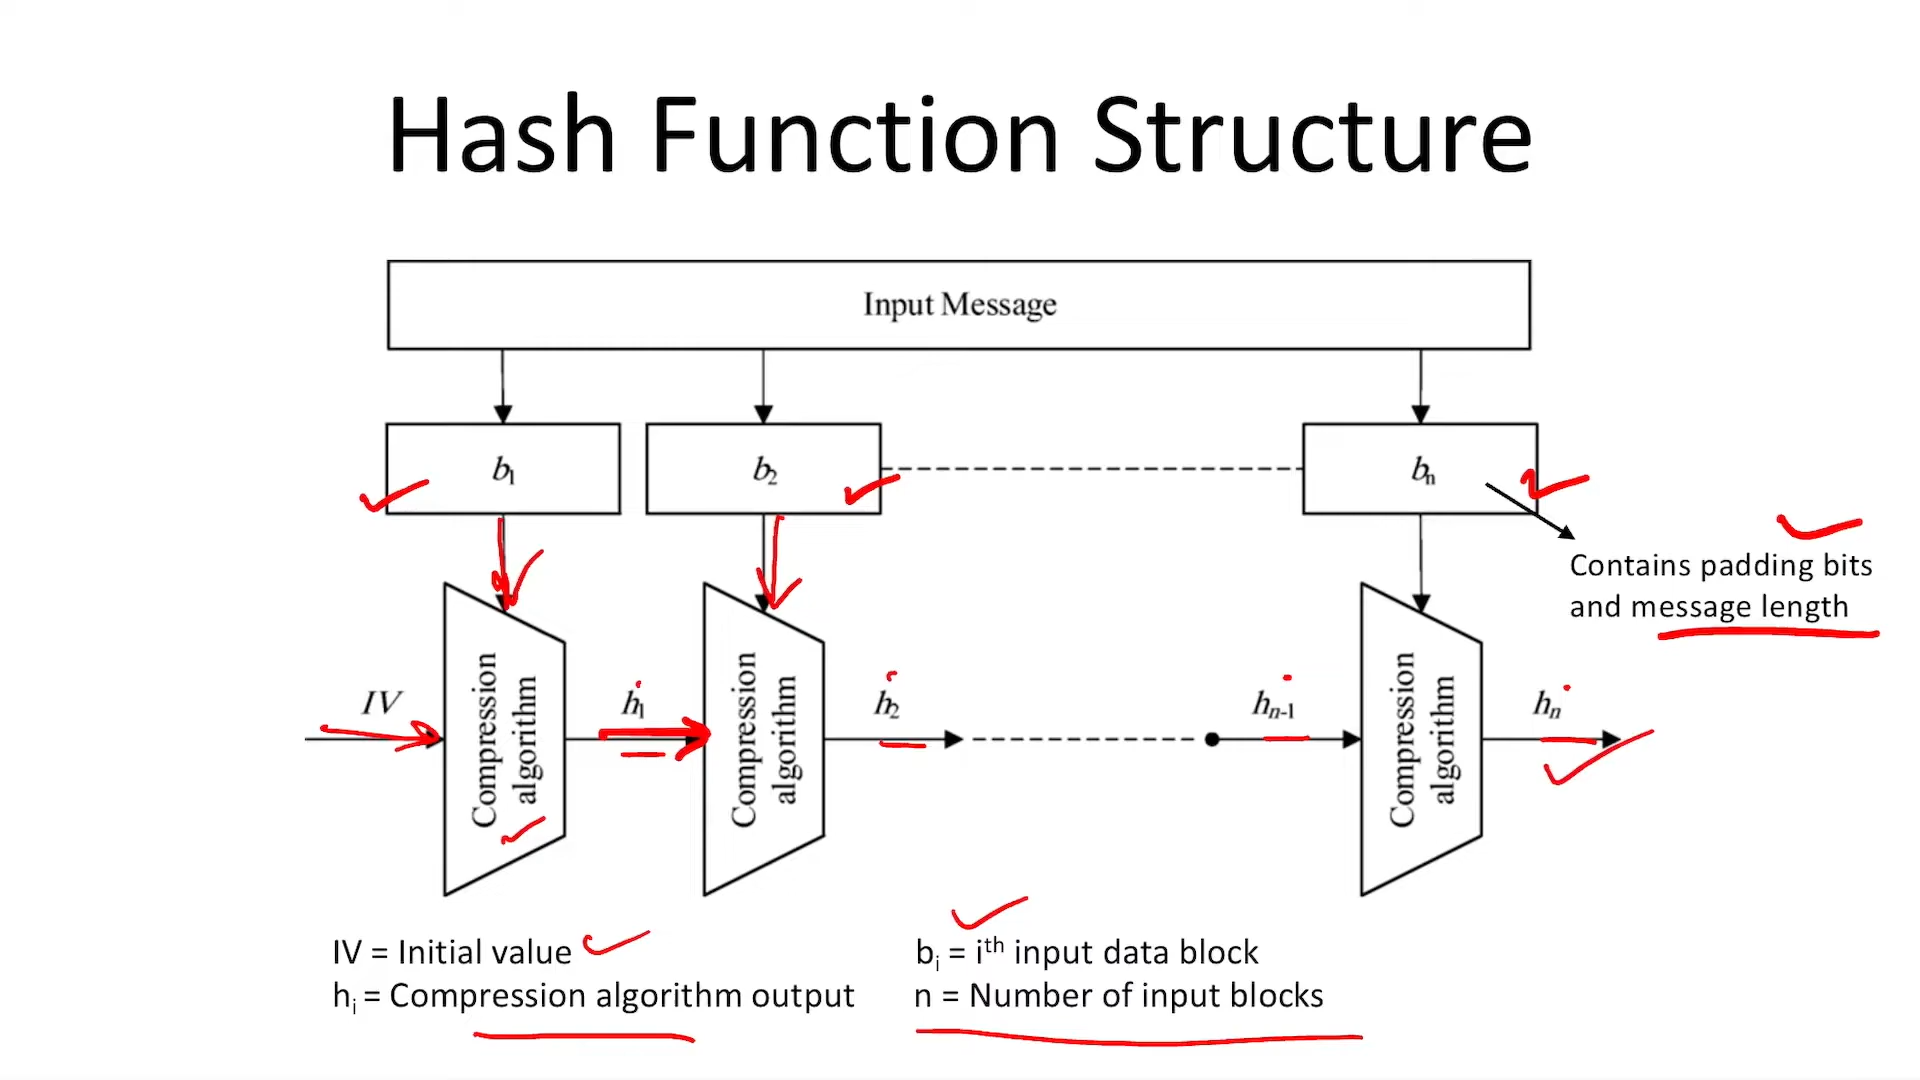 Hash Function Structure
Input Message
b1
b2
bn
Contains padding bits
and message length
IV
Compression
algorithm
h1
Compression
algorithm
h2
hn-1
Compression
algorithm
hn
IV = Initial value
hi = Compression algorithm output
bi = ith input data block
n = Number of input blocks